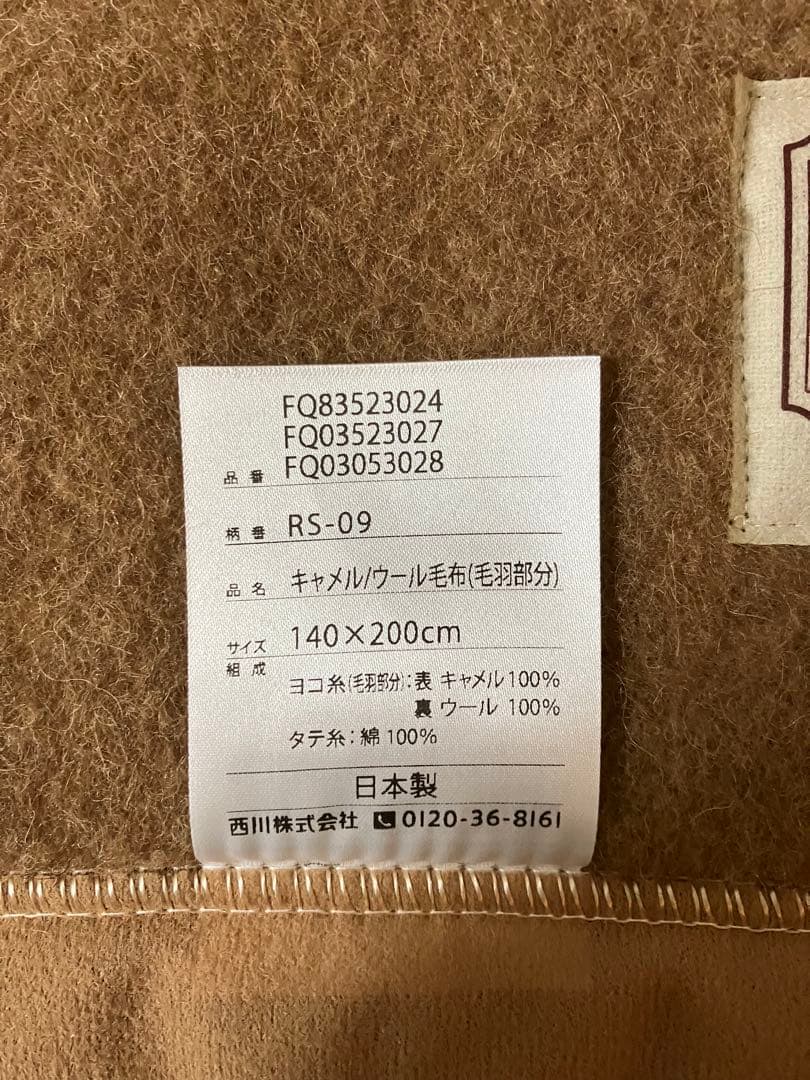 FQ83523024
FQ03523027
品番 FQ03053028
柄番 RS-09
品名 キャメル/ウール毛布(毛羽部分)
サイズ 140×200cm
組成
ヨコ糸(毛羽部分):表 キャメル100%
裏 ウール 100%
タテ糸:綿100%
日本製
西川株式会社 0120-36-8161